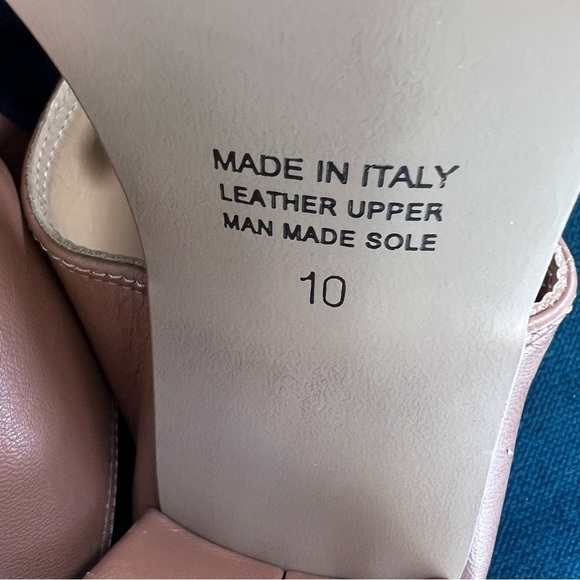 MADE IN ITALY
LEATHER UPPER
MAN MADE SOLE
10